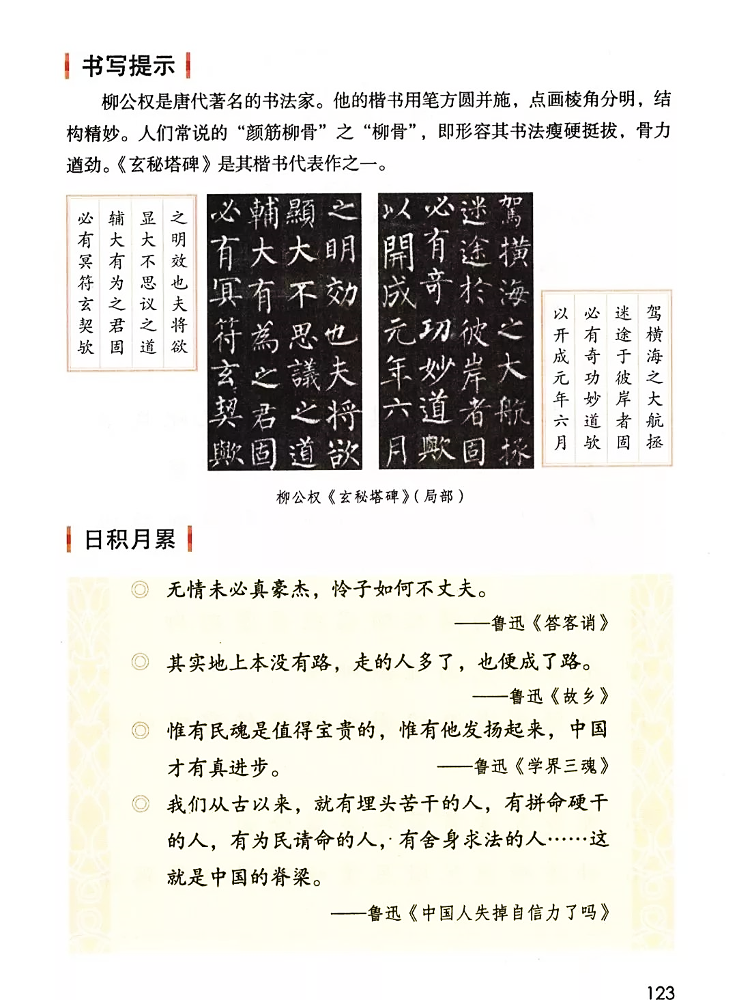 书写提示
柳公权是唐代著名的书法家。他的楷书用笔方圆并施，点画棱角分明，结
构精妙。人们常说的“颜筋柳骨”之“柳骨”，即形容其书法瘦硬挺拔，骨力
遒劲。《玄秘塔碑》是其楷书代表作之一。
之明效也夫将欲
显大不思议之道
辅大有为之君固
必有冥符玄契欤
之明効也夫将欲
顯大不思議之道
輔大有為之君固
必有冥符玄契歟
駕橫海之大航拯
迷途於彼岸者固
必有奇功妙道歟
以開成元年六月
驾横海之大航拯
迷途于彼岸者固
必有奇功妙道欤
以开成元年六月
柳公权《玄秘塔碑》（局部）
日积月累
◎ 无情未必真豪杰，怜子如何不丈夫。
——鲁迅《答客诮》
◎ 其实地上本没有路，走的人多了，也便成了路。
——鲁迅《故乡》
◎ 惟有民魂是值得宝贵的，惟有他发扬起来，中国
才有真进步。 ——鲁迅《学界三魂》
◎ 我们从古以来，就有埋头苦干的人，有拼命硬干
的人，有为民请命的人，有舍身求法的人……这
就是中国的脊梁。
——鲁迅《中国人失掉自信力了吗》
123